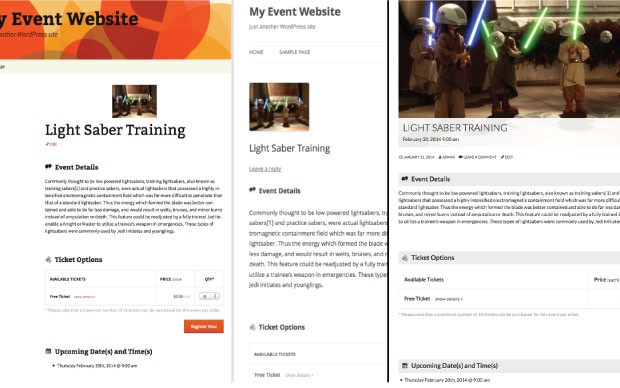 y Event Website
nother WordPress site
Light Saber Training
Edit
Event Details
Commonly thought to be low powered lightsabers, training lightsabers, also known as
training sabers[1] and practice sabers, were actual lightsabers that possessed a highly in
tensified electromagnetic containment field which was far more difficult to penetrate than
that of a standard lightsaber. Thus the energy which formed the blade was better con-
tained and able to do far less damage, and would result in welts, bruises, and minor burns
instead of amputation or death. This feature could be readjusted by a fully trained Jedi to
enable a Knight or Master to utilize a trainee's weapon in emergencies. These types of
lightsabers were commonly used by Jedi Initiates and younglings.
Ticket Options
AVAILABLE TICKETS PRICE QTY*
Free Ticket show details + $0.00 0
* Please note that a maximum number of 10 tickets can be purchased for this event per order.
Register Now
Upcoming Date(s) and Time(s)
Thursday February 20th, 2014 @ 9:00 am
My Event Website
Just another WordPress site
HOME SAMPLE PAGE
Light Saber Training
Leave a reply
Event Details
Commonly thought to be low powered lightsabers, tr
sabers[1] and practice sabers, were actual lightsabers
tromagnetic containment field which was far more dif
lightsaber. Thus the energy which formed the blade w
less damage, and would result in welts, bruises, and m
death. This feature could be readjusted by a fully train
utilize a trainee's weapon in emergencies. These types
Jedi Initiates and younglings.
Ticket Options
AVAILABLE TICKETS
Free Ticket show details +
LIGHT SABER TRAINING
February 20, 2014 9:00 am
JANUARY 31, 2014 ADMIN LEAVE A COMMENT EDIT
Event Details
Commonly thought to be low powered lightsabers, training lightsabers, also known as training sabers[1] an
lightsabers that possessed a highly intensified electromagnetic containment field which was far more diffic
standard lightsaber. Thus the energy which formed the blade was better contained and able to do far less dam
bruises, and minor burns instead of amputation or death. This feature could be readjusted by a fully trained
to utilize a trainee's weapon in emergencies. These types of lightsabers were commonly used by Jedi Initiat
Ticket Options
Available Tickets Price (each)
Free Ticket show details +
* Please note that a maximum number of 10 tickets can be purchased for this event per order.
Upcoming Date(s) and Time(s)
Thursday February 20th, 2014 @ 9:00 am